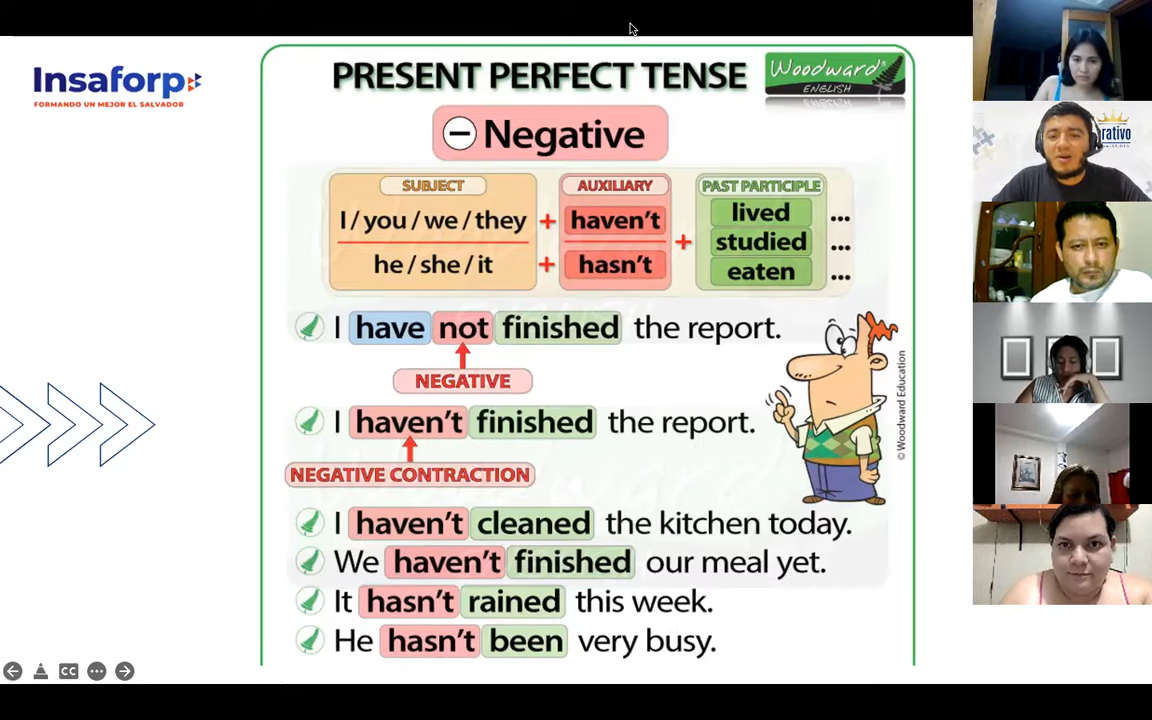 Insaforp
FORMANDO UN MEJOR EL SALVADOR
PRESENT PERFECT TENSE
Woodward®
ENGLISH
Negative
SUBJECT
AUXILIARY
PAST PARTICIPLE
I / you / we / they + haven't + lived ...
studied ...
he / she / it + hasn't eaten ...
I have not finished the report.
NEGATIVE
I haven't finished the report.
NEGATIVE CONTRACTION
I haven't cleaned the kitchen today.
We haven't finished our meal yet.
It hasn't rained this week.
He hasn't been very busy.
© Woodward Education
CC
rativo